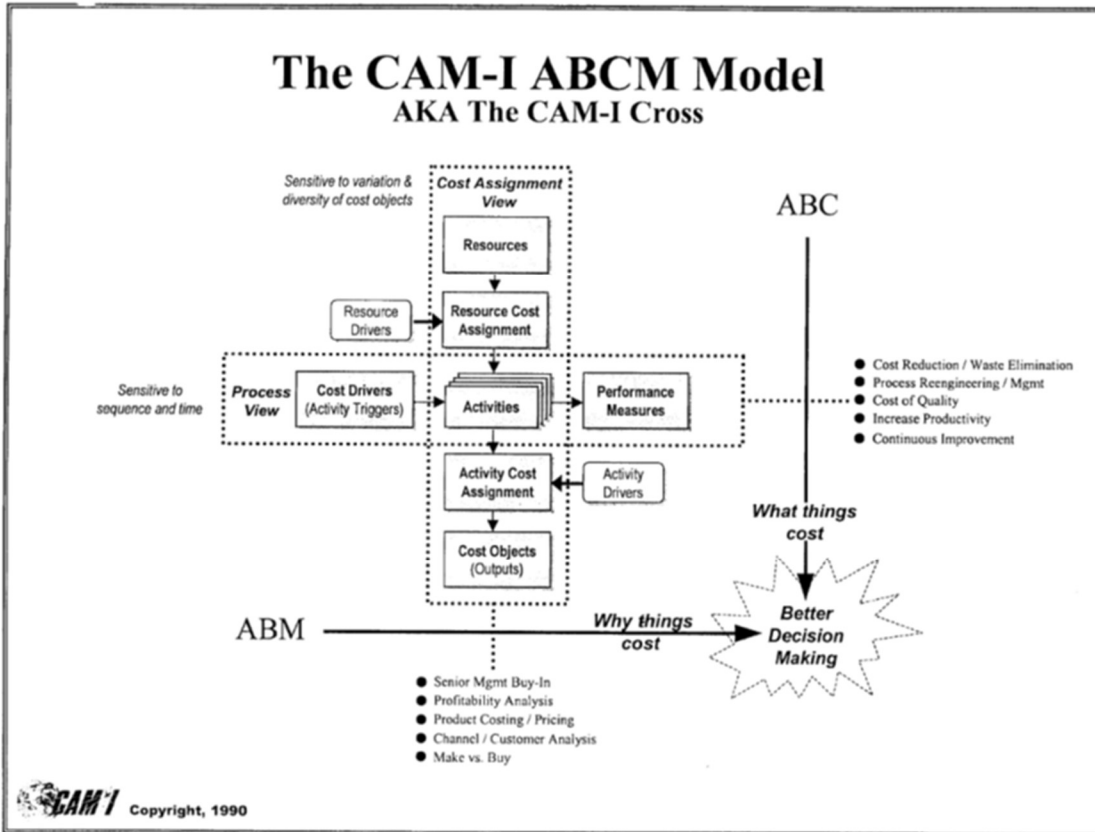 The CAM-I ABCM Model
AKA The CAM-I Cross
Sensitive to variation &
diversity of cost objects
Cost Assignment
View
ABC
Resources
Resource
Drivers
Resource Cost
Assignment
Sensitive to
sequence and time
Process
View
Cost Drivers
(Activity Triggers)
Activities
Performance
Measures
● Cost Reduction / Waste Elimination
● Process Reengineering / Mgmt
● Cost of Quality
● Increase Productivity
● Continuous Improvement
Activity Cost
Assignment
Activity
Drivers
What things
cost
Cost Objects
(Outputs)
ABM
Why things
cost
Better
Decision
Making
● Senior Mgmt Buy-In
● Profitability Analysis
● Product Costing / Pricing
● Channel / Customer Analysis
● Make vs. Buy
CAM-I Copyright, 1990